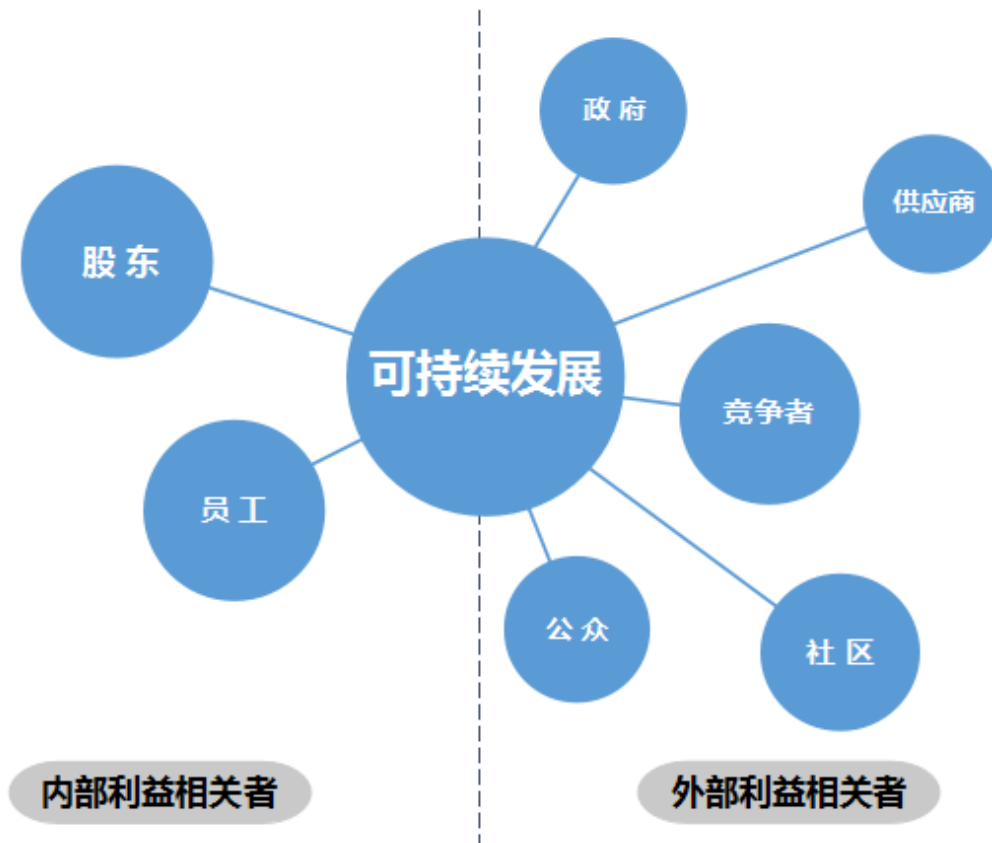 政 府
供应商
股 东
可持续发展
竞争者
员 工
公 众
社 区
内部利益相关者
外部利益相关者